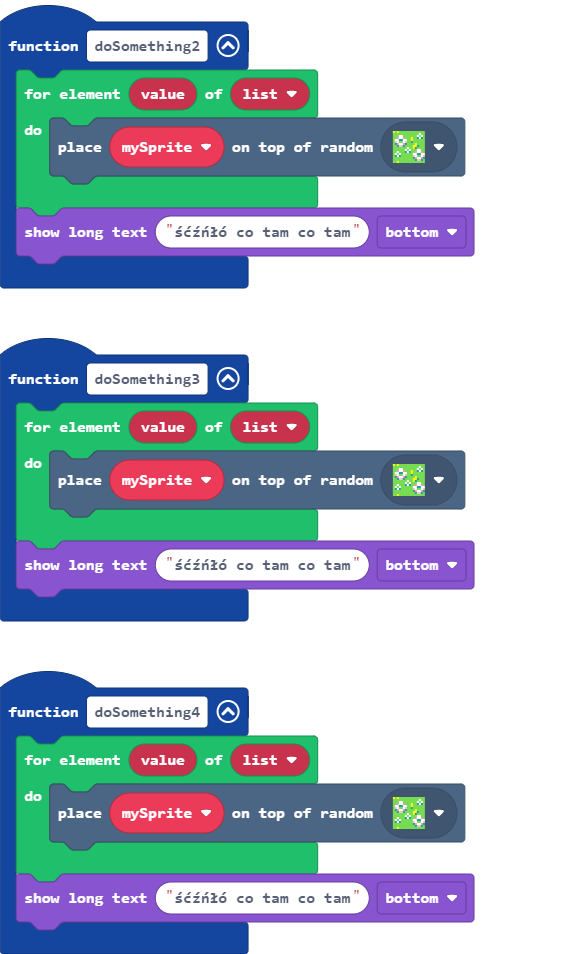 function doSomething2
for element value of list
do
place mySprite on top of random
show long text "śćźńłó co tam co tam" bottom
function doSomething3
for element value of list
do
place mySprite on top of random
show long text "śćźńłó co tam co tam" bottom
function doSomething4
for element value of list
do
place mySprite on top of random
show long text "śćźńłó co tam co tam" bottom